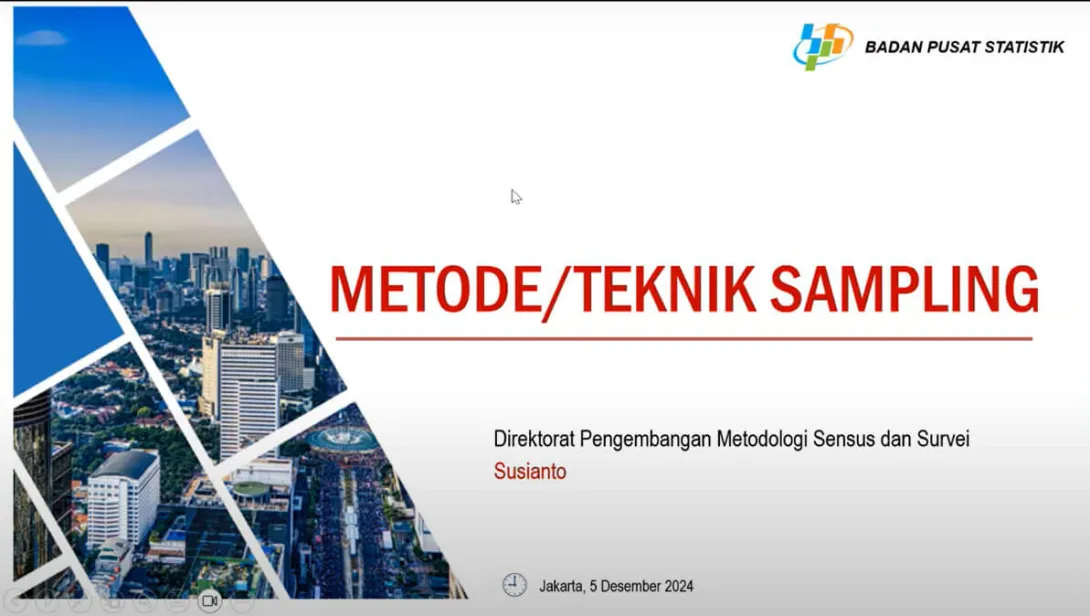 BADAN PUSAT STATISTIK
METODE/TEKNIK SAMPLING
Direktorat Pengembangan Metodologi Sensus dan Survei
Susianto
Jakarta, 5 Desember 2024